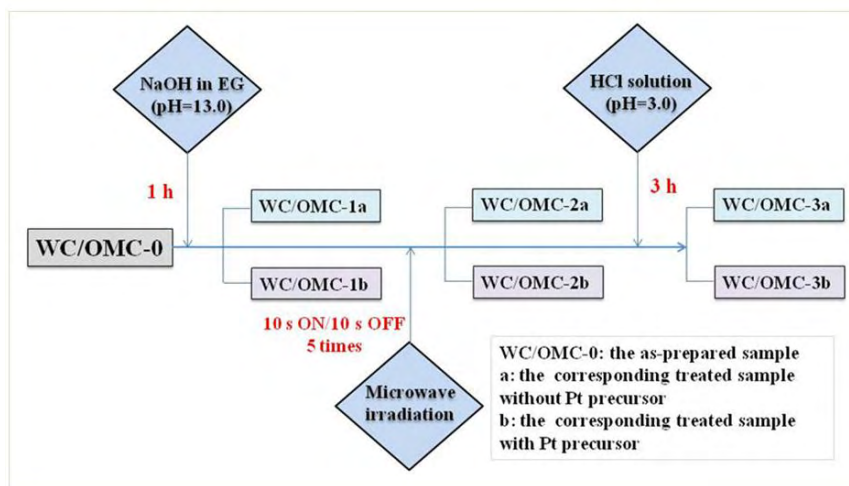 NaOH in EG
(pH=13.0)
HCl solution
(pH=3.0)
1 h
3 h
WC/OMC-1a
WC/OMC-2a
WC/OMC-3a
WC/OMC-0
WC/OMC-1b
WC/OMC-2b
WC/OMC-3b
10 s ON/10 s OFF
5 times
Microwave
irradiation
WC/OMC-0: the as-prepared sample
a: the corresponding treated sample
without Pt precursor
b: the corresponding treated sample
with Pt precursor